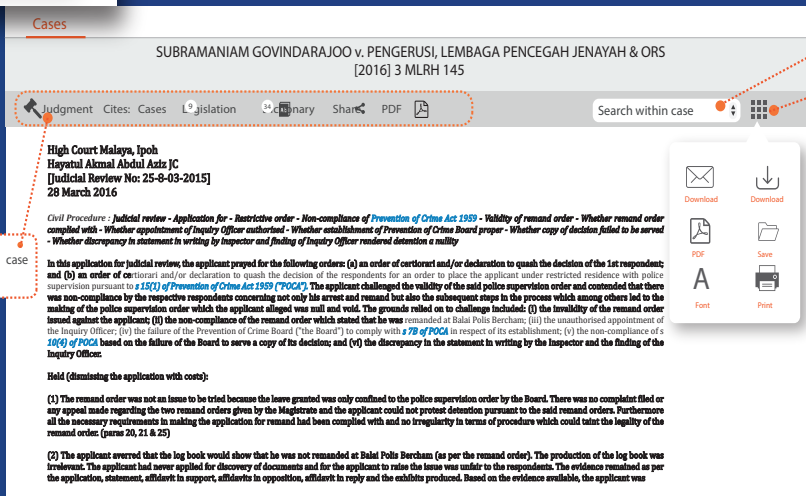 Cases
SUBRAMANIAM GOVINDARAJOO v. PENGERUSI, LEMBAGA PENCEGAH JENAYAH & ORS
[2016] 3 MLRH 145
Judgment Cites: Cases 9 Legislation 34 Dictionary Share PDF
Search within case
High Court Malaya, Ipoh
Hayatul Akmal Abdul Aziz JC
[Judicial Review No: 25-8-03-2015]
28 March 2016
Civil Procedure : Judicial review - Application for - Restrictive order - Non-compliance of Prevention of Crime Act 1959 - Validity of remand order - Whether remand order
complied with - Whether appointment of Inquiry Officer authorised - Whether establishment of Prevention of Crime Board proper - Whether copy of decision failed to be served
- Whether discrepancy in statement in writing by Inspector and finding of Inquiry Officer rendered detention a nullity
In this application for judicial review, the applicant prayed for the following orders: (a) an order of certiorari and/or declaration to quash the decision of the 1st respondent;
and (b) an order of certiorari and/or declaration to quash the decision of the respondents for an order to place the applicant under restricted residence with police
supervision pursuant to s 15(1) of Prevention of Crime Act 1959 ("POCA"). The applicant challenged the validity of the said police supervision order and contended that there
was non-compliance by the respective respondents concerning not only his arrest and remand but also the subsequent steps in the process which among others led to the
making of the police supervision order which the applicant alleged was null and void. The grounds relied on to challenge included: (i) the invalidity of the remand order
issued against the applicant; (ii) the non-compliance of the remand order which stated that he was remanded at Balai Polis Bercham; (iii) the unauthorised appointment of
the Inquiry Officer; (iv) the failure of the Prevention of Crime Board ("the Board") to comply with s 7B of POCA in respect of its establishment; (v) the non-compliance of s
10(4) of POCA based on the failure of the Board to serve a copy of its decision; and (vi) the discrepancy in the statement in writing by the Inspector and the finding of the
Inquiry Officer.
Held (dismissing the application with costs):
(1) The remand order was not an issue to be tried because the leave granted was only confined to the police supervision order by the Board. There was no complaint filed or
any appeal made regarding the two remand orders given by the Magistrate and the applicant could not protest detention pursuant to the said remand orders. Furthermore
all the necessary requirements in making the application for remand had been complied with and no irregularity in terms of procedure which could taint the legality of the
remand order. (paras 20, 21 & 25)
(2) The applicant averred that the log book would show that he was not remanded at Balai Polis Bercham (as per the remand order). The production of the log book was
irrelevant. The applicant had never applied for discovery of documents and for the applicant to raise the issue was unfair to the respondents. The evidence remained as per
the application, statement, affidavit in support, affidavits in opposition, affidavit in reply and the exhibits produced. Based on the evidence available, the applicant was
case
Download Download
PDF Save
A
Font Print